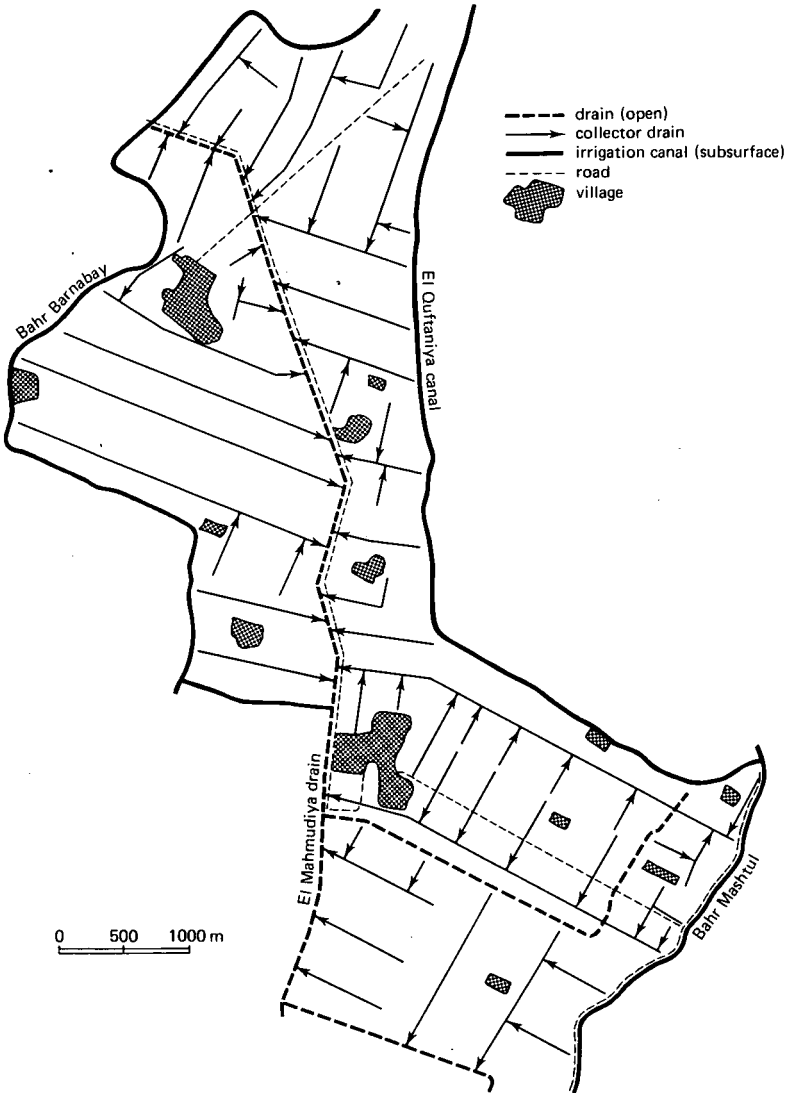 drain (open)
collector drain
irrigation canal (subsurface)
road
village
Bahr Barnabay
El Quftaniya canal
El Mahmudiya drain
Bahr Mashtul
0 500 1000 m